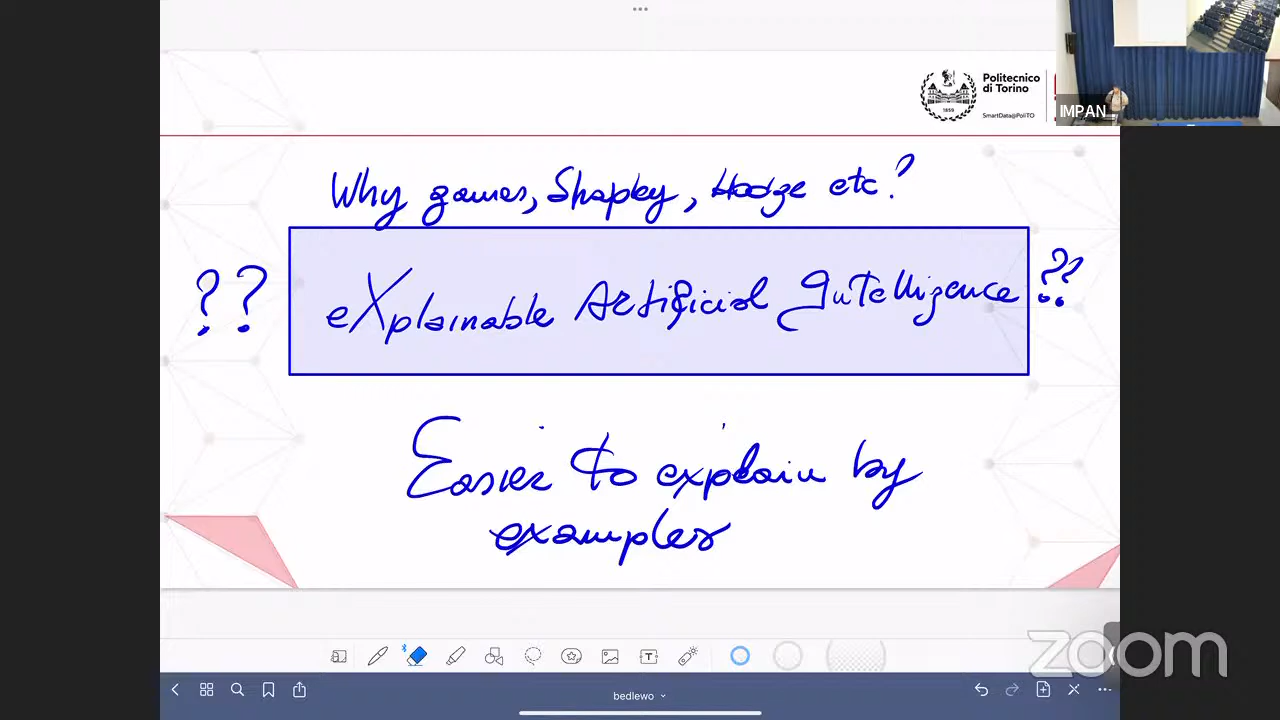 Politecnico
di Torino
1859
SmartData@PoliTO
IMPAN
Why games, Shapley, Hodge etc?
?? eXplainable Artificial Intelligence ??
Easier to explain by
examples
zoom
bedlewo